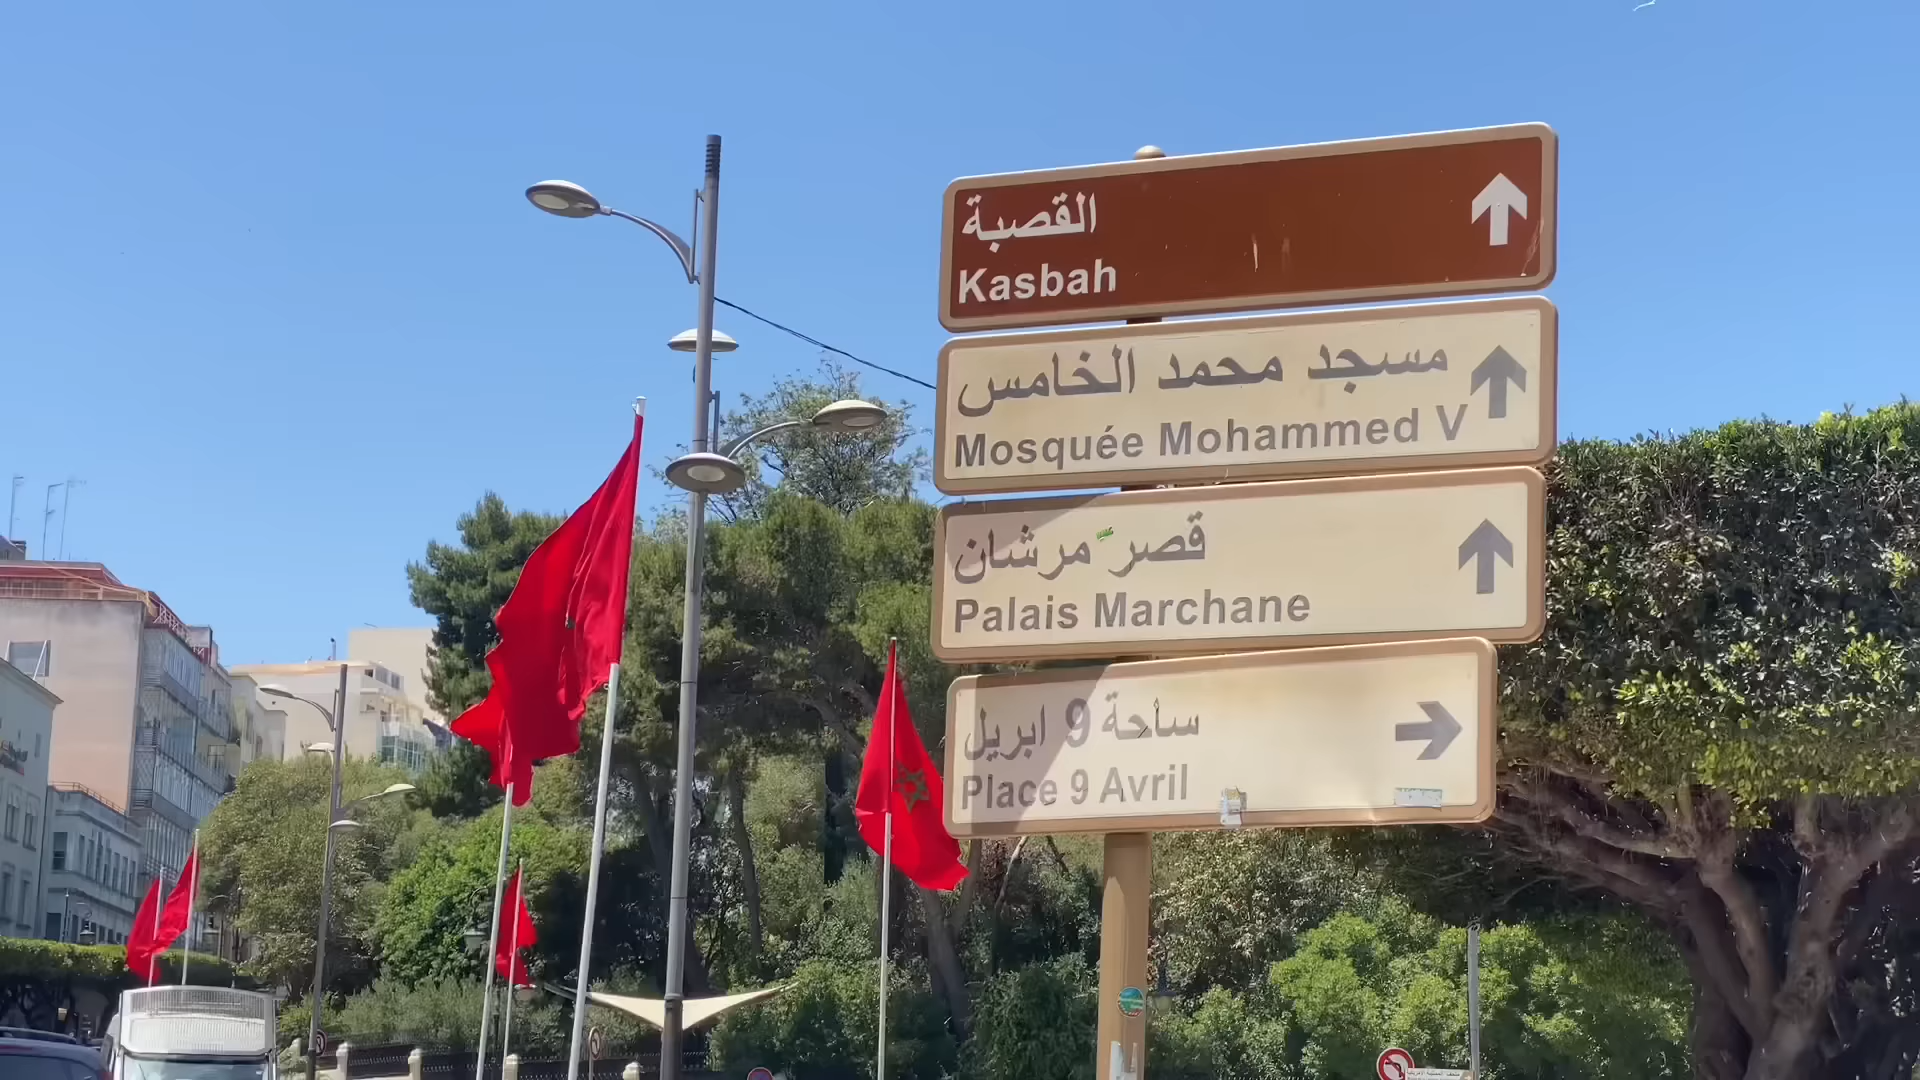 القصبة
Kasbah
مسجد محمد الخامس
Mosquée Mohammed V
قصر مرشان
Palais Marchane
ساحة 9 ابريل
Place 9 Avril